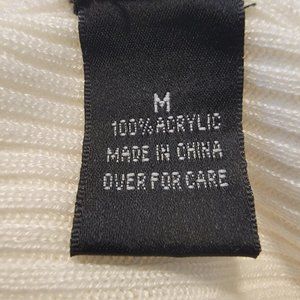 M
100% ACRYLIC
MADE IN CHINA
OVER FOR CARE